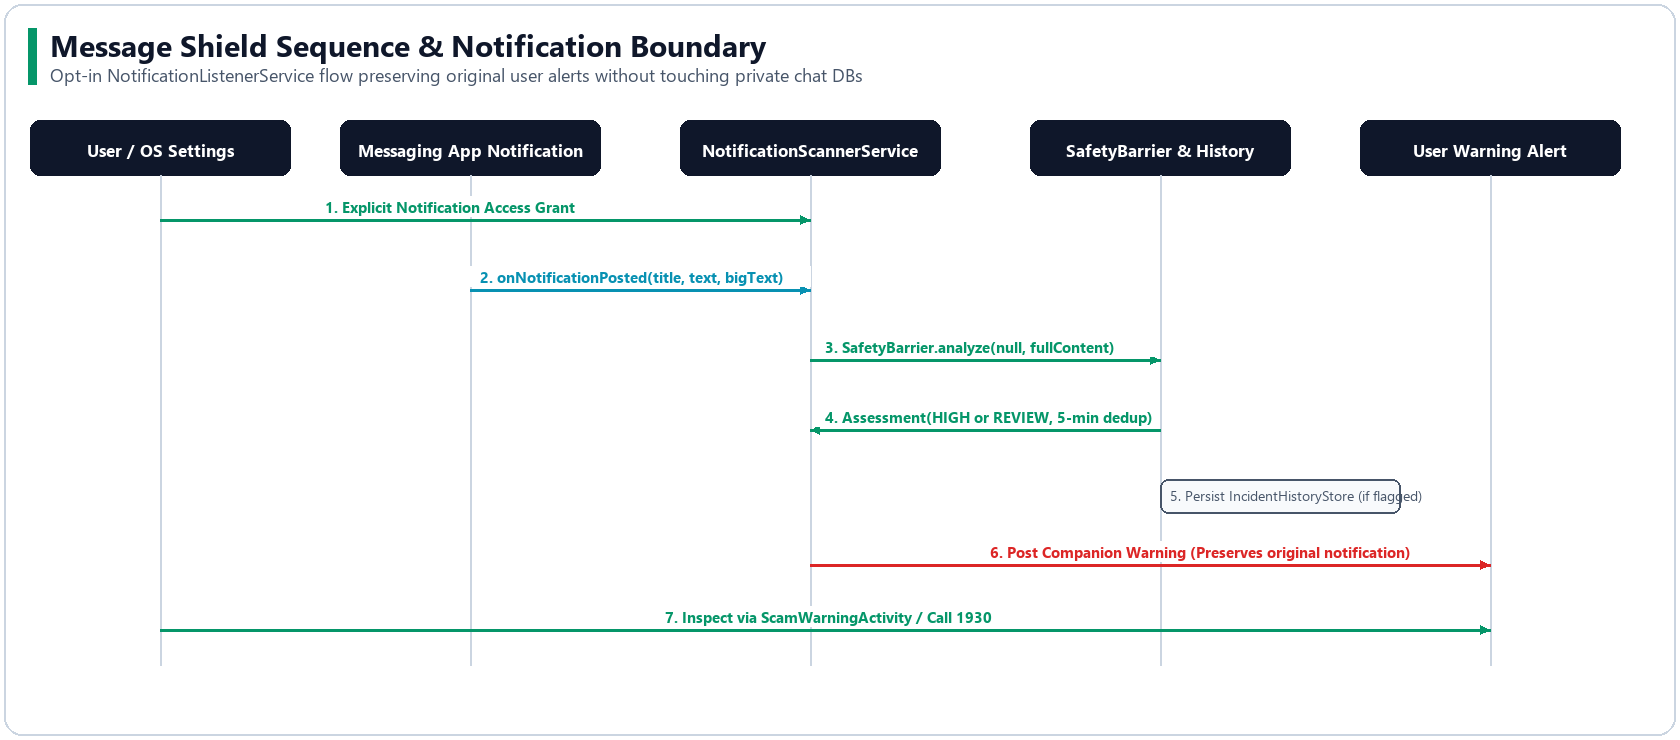 Message Shield Sequence & Notification Boundary
Opt-in NotificationListenerService flow preserving original user alerts without touching private chat DBs
User / OS Settings
Messaging App Notification
NotificationScannerService
SafetyBarrier & History
User Warning Alert
1. Explicit Notification Access Grant
2. onNotificationPosted(title, text, bigText)
3. SafetyBarrier.analyze(null, fullContent)
4. Assessment(HIGH or REVIEW, 5-min dedup)
5. Persist IncidentHistoryStore (if flagged)
6. Post Companion Warning (Preserves original notification)
7. Inspect via ScamWarningActivity / Call 1930